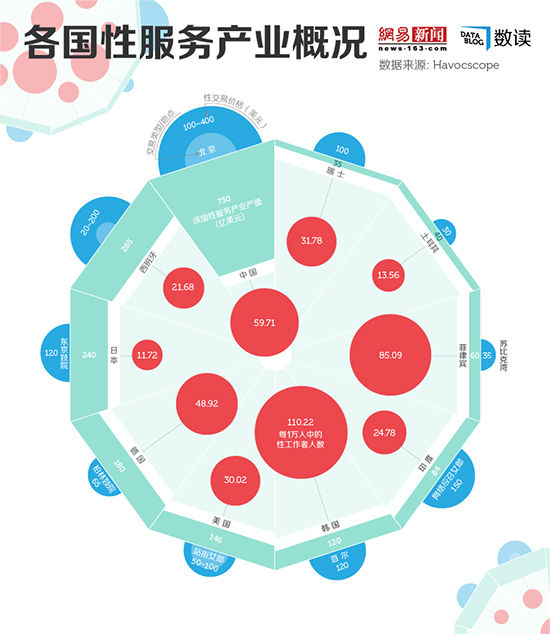 各国性服务产业概况
網易 新闻
news·163·com
DATA BLOG 数读
数据来源: Havocscope
交易类型/地点
性交易价格（美元）
100-400
北京
730
该国性服务产业产值
(亿美元)
中国
59.71
100
35
瑞士
31.78
30
40
土耳其
13.56
苏比克湾
35
60
菲律宾
85.09
24.78
印度
84
网络应召女郎
150
110.22
每1万人中的
性工作者人数
韩国
120
首尔
120
30.02
美国
146
站街女郎
50-100
48.92
德国
180
柏林妓院
65
11.72
日本
240
东京妓院
120
21.68
西班牙
265
20-200